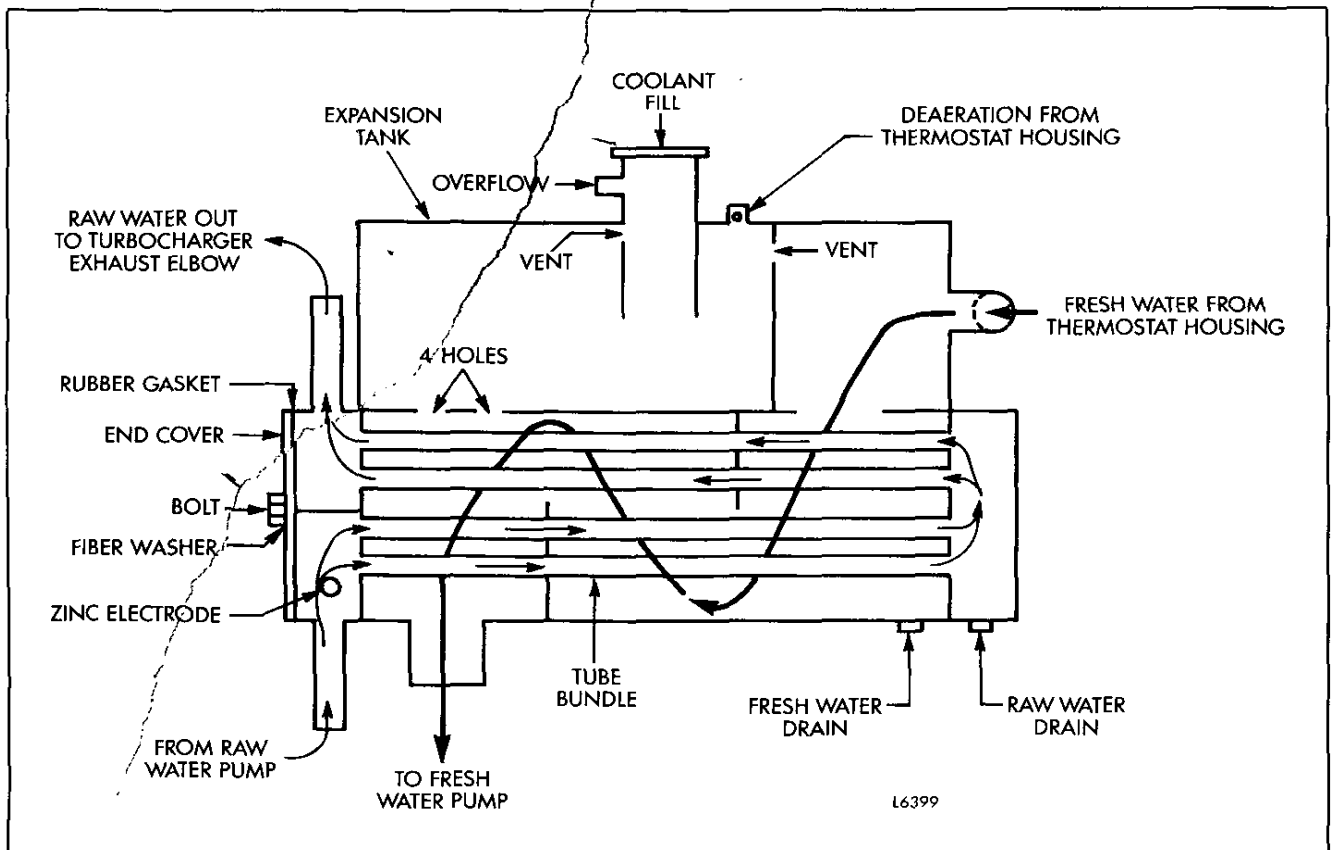 COOLANT
FILL
EXPANSION
TANK
DEAERATION FROM
THERMOSTAT HOUSING
OVERFLOW
RAW WATER OUT
TO TURBOCHARGER
EXHAUST ELBOW
VENT
VENT
FRESH WATER FROM
THERMOSTAT HOUSING
4 HOLES
RUBBER GASKET
END COVER
BOLT
FIBER WASHER
ZINC ELECTRODE
TUBE
BUNDLE
FRESH WATER
DRAIN
RAW WATER
DRAIN
FROM RAW
WATER PUMP
TO FRESH
WATER PUMP
L6399